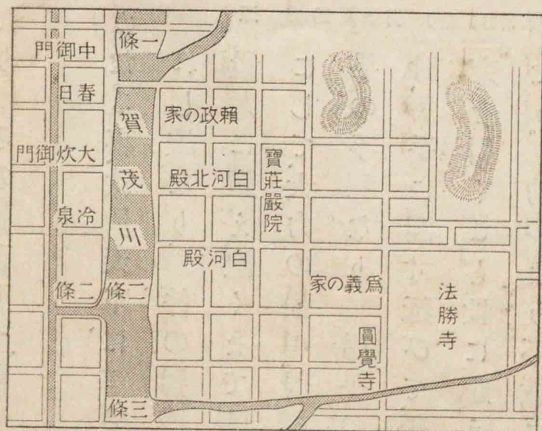 一條
中御門
春日
大炊御門
冷泉
二條
二條
三條
賀茂川
賴政の家
白河北殿
白河殿
寶莊嚴院
爲義の家
圓覺寺
法勝寺